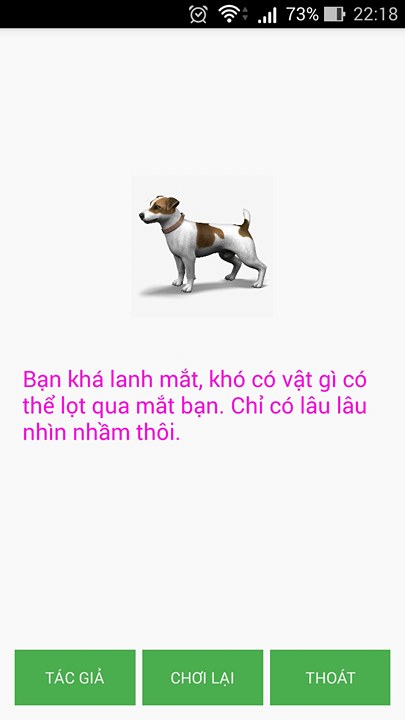 73% 22:18
Bạn khá lanh mắt, khó có vật gì có
thể lọt qua mắt bạn. Chỉ có lâu lâu
nhìn nhầm thôi.
TÁC GIẢ CHƠI LẠI THOÁT